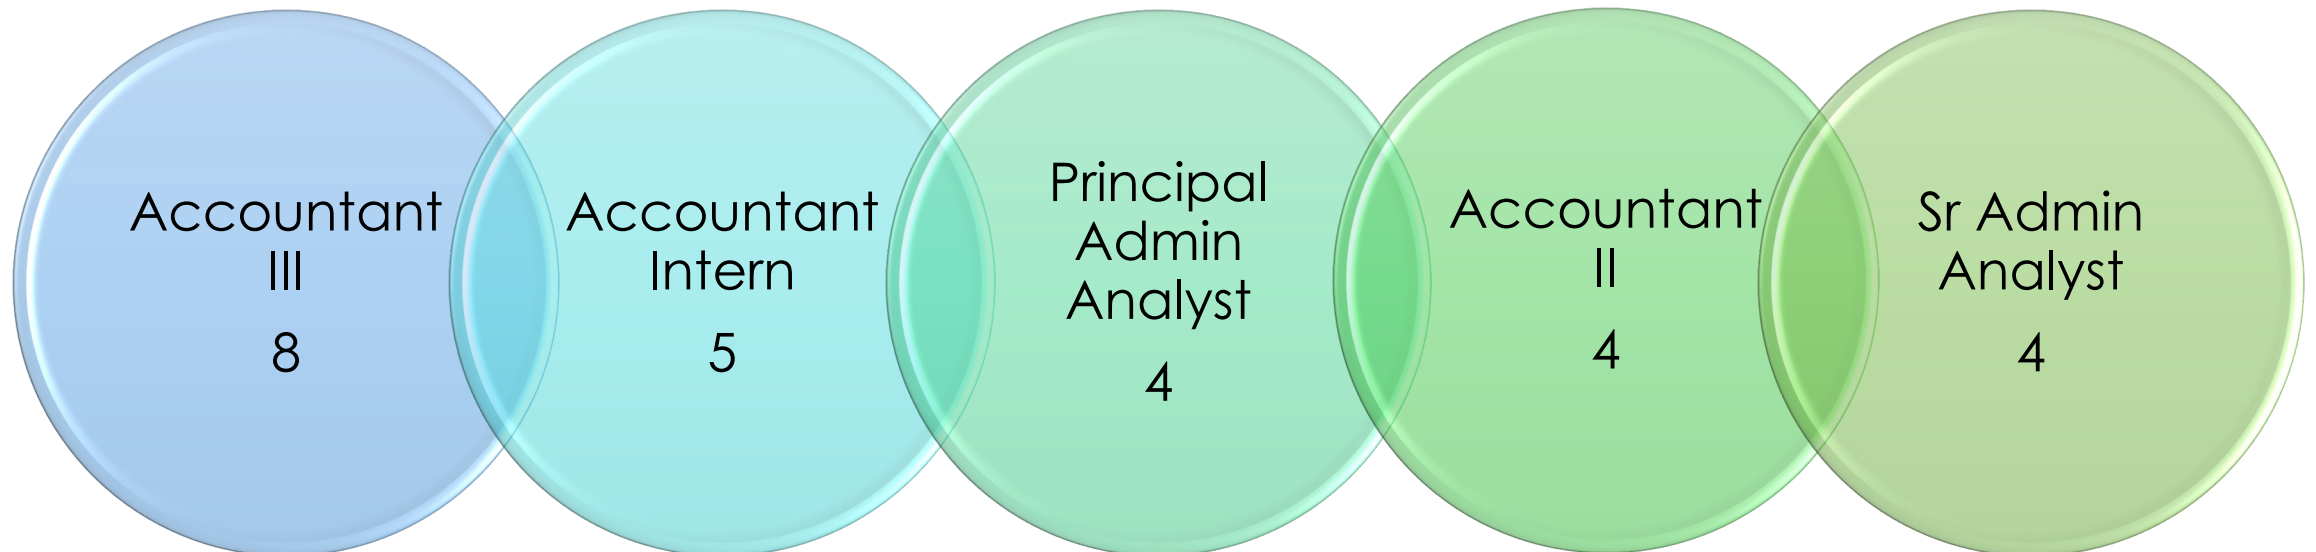 Accountant
III
8
Accountant
Intern
5
Principal
Admin
Analyst
4
Accountant
II
4
Sr Admin
Analyst
4